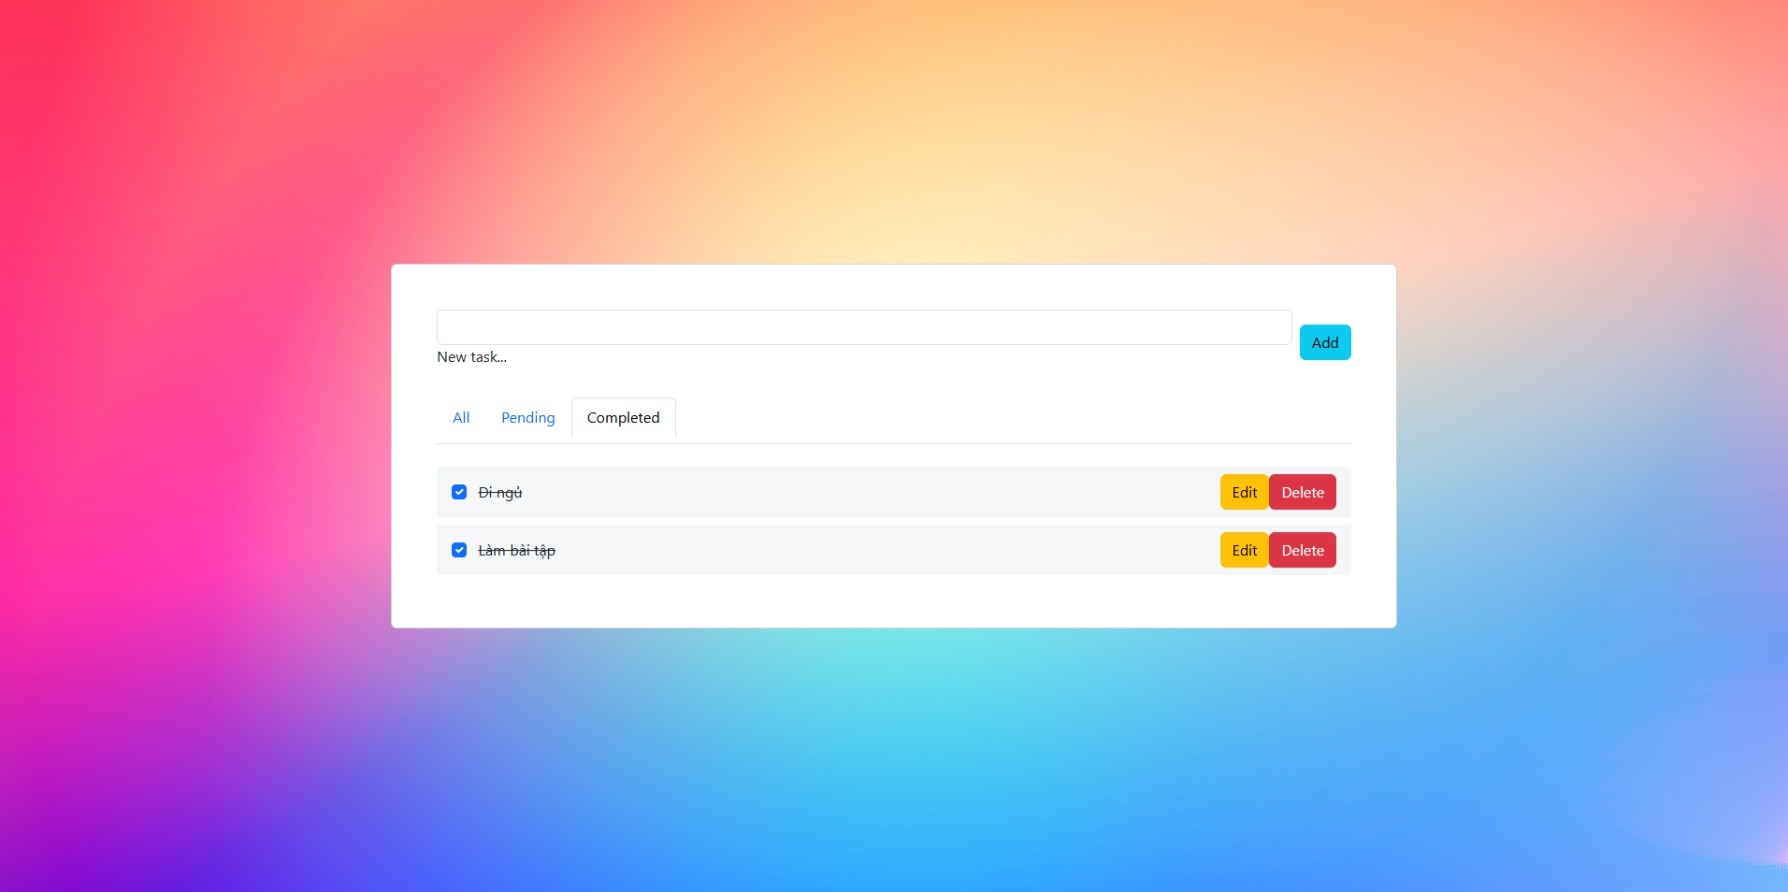 Add
New task...
All Pending Completed
Đi ngủ Edit Delete
Làm bài tập Edit Delete